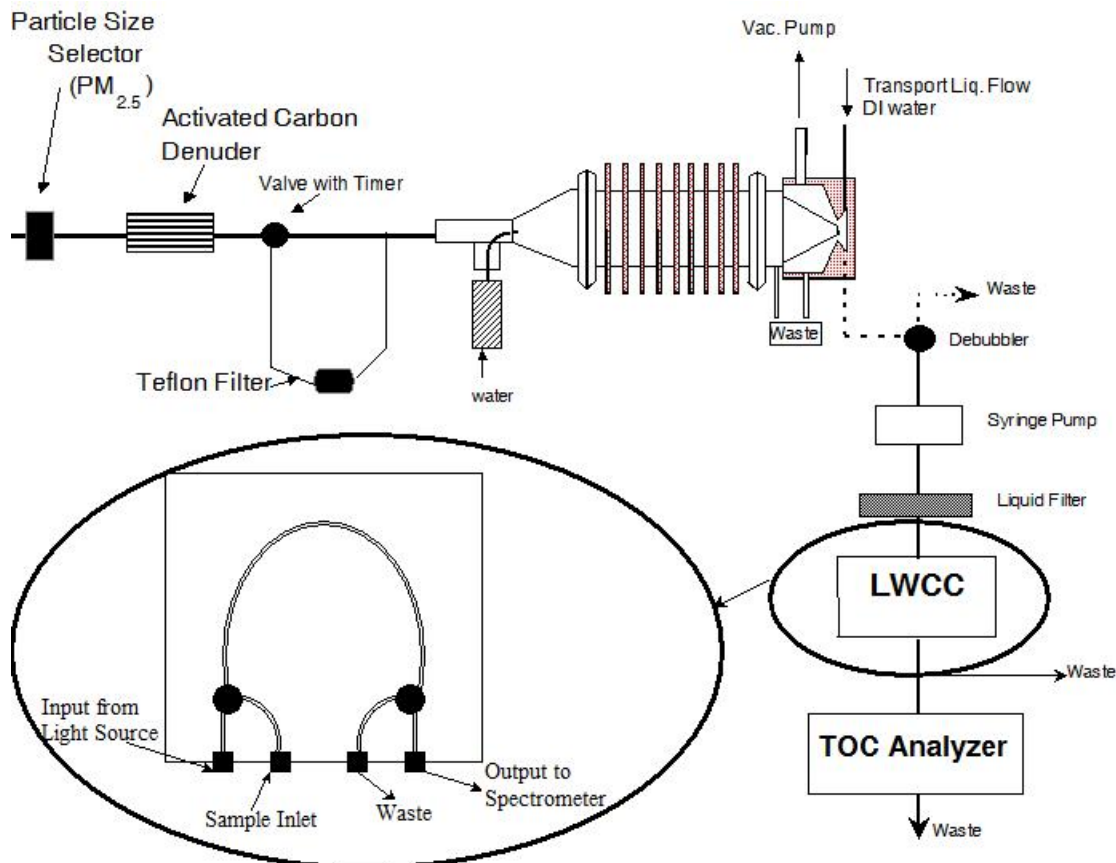 Particle Size
Selector
(PM2.5)
Activated Carbon
Denuder
Valve with Timer
Teflon Filter
water
Vac. Pump
Transport Liq. Flow
DI water
Waste
Waste
Debubbler
Syringe Pump
Liquid Filter
LWCC
Waste
TOC Analyzer
Waste
Input from
Light Source
Sample Inlet
Waste
Output to
Spectrometer